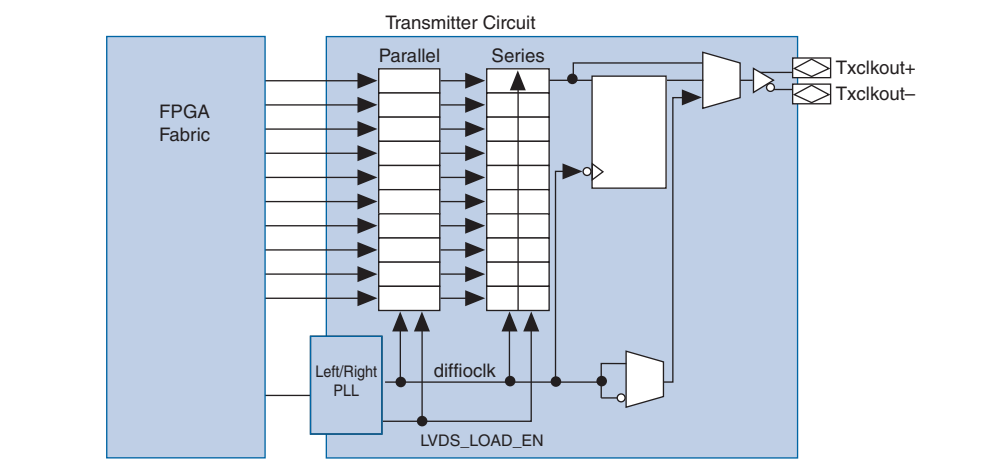 Transmitter Circuit
Parallel
Series
FPGA
Fabric
Txclkout+
Txclkout–
Left/Right
PLL
diffioclk
LVDS_LOAD_EN